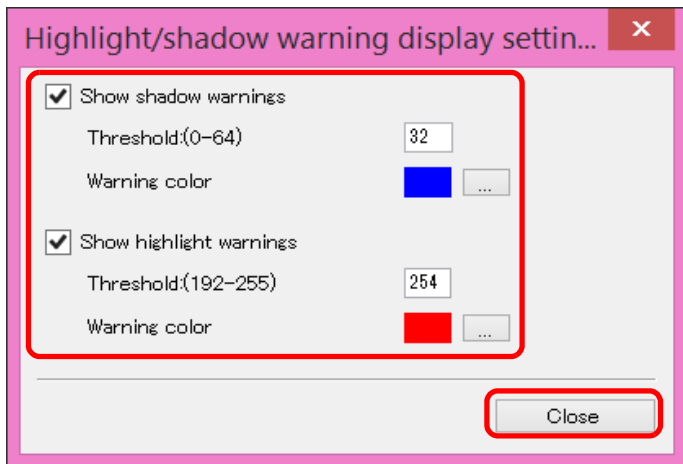 Highlight/shadow warning display settin...
Show shadow warnings
Threshold:(0-64) 32
Warning color ...
Show highlight warnings
Threshold:(192-255) 254
Warning color ...
Close